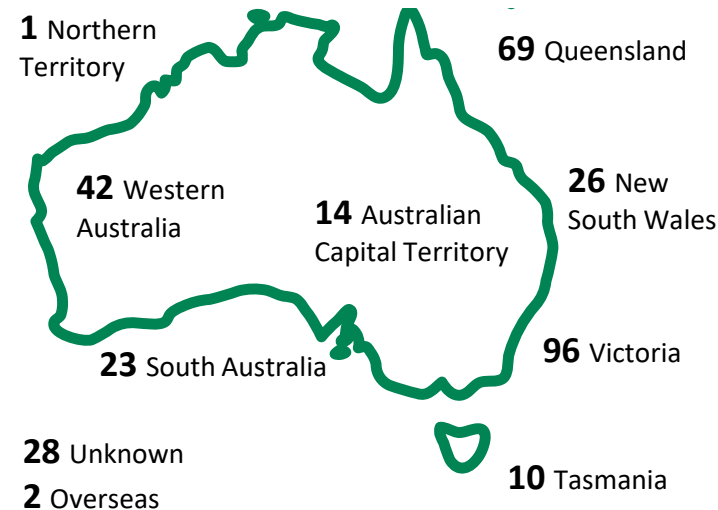 1 Northern
Territory
69 Queensland
42 Western
Australia
14 Australian
Capital Territory
26 New
South Wales
23 South Australia
96 Victoria
28 Unknown
2 Overseas
10 Tasmania